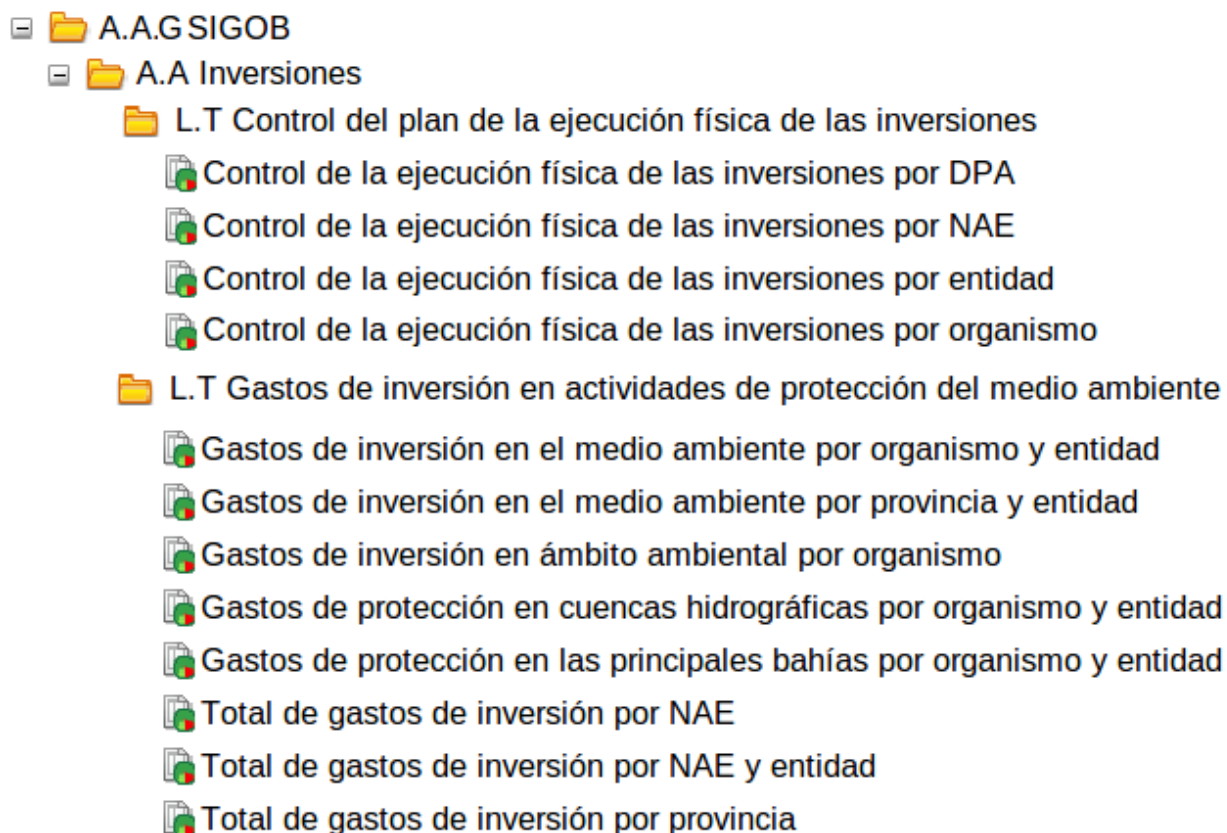 A.A.G SIGOB
A.A Inversiones
L.T Control del plan de la ejecución física de las inversiones
Control de la ejecución física de las inversiones por DPA
Control de la ejecución física de las inversiones por NAE
Control de la ejecución física de las inversiones por entidad
Control de la ejecución física de las inversiones por organismo
L.T Gastos de inversión en actividades de protección del medio ambiente
Gastos de inversión en el medio ambiente por organismo y entidad
Gastos de inversión en el medio ambiente por provincia y entidad
Gastos de inversión en ámbito ambiental por organismo
Gastos de protección en cuencas hidrográficas por organismo y entidad
Gastos de protección en las principales bahías por organismo y entidad
Total de gastos de inversión por NAE
Total de gastos de inversión por NAE y entidad
Total de gastos de inversión por provincia